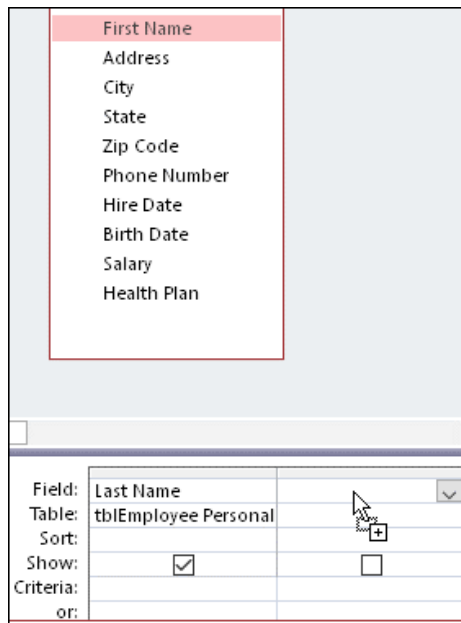 First Name
Address
City
State
Zip Code
Phone Number
Hire Date
Birth Date
Salary
Health Plan
Field: Last Name
Table: tblEmployee Personal
Sort:
Show:
Criteria:
or: